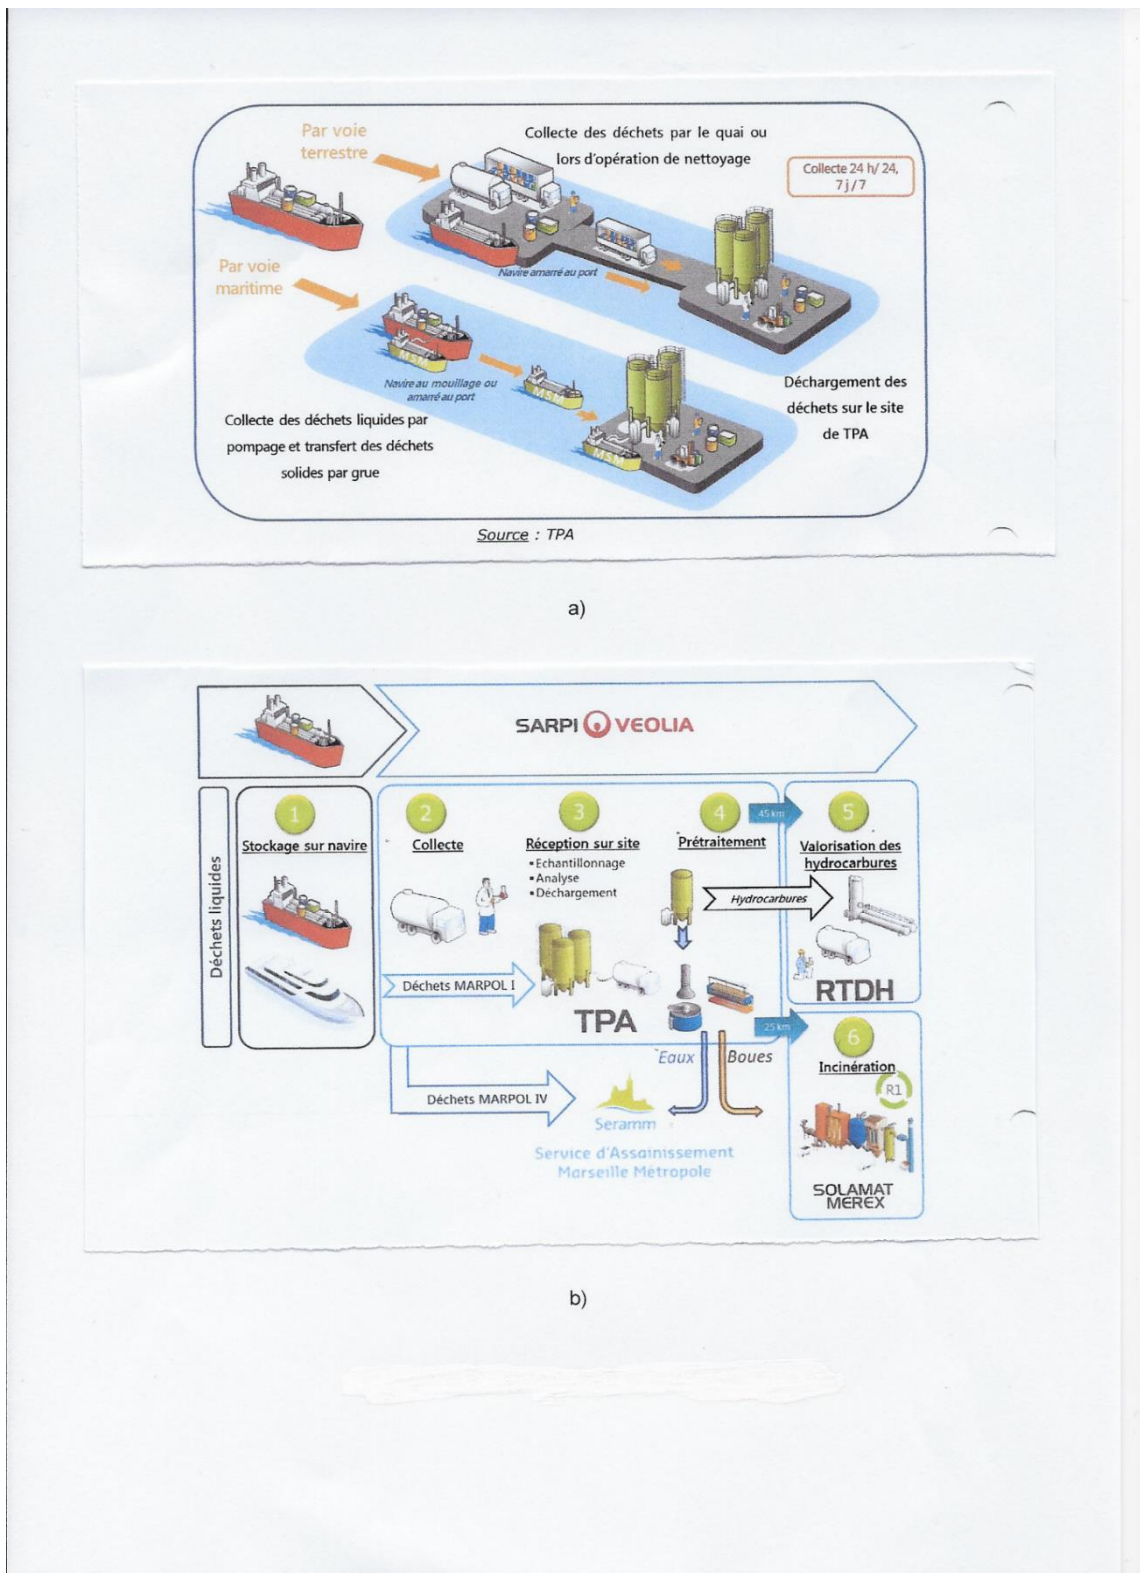 Par voie
terrestre
Collecte des déchets par le quai ou
lors d'opération de nettoyage
Collecte 24 h/ 24,
7 j / 7
Navire amarré au port
Par voie
maritime
MSM
MSM
MSM
Navire au mouillage ou
amarré au port
Collecte des déchets liquides par
pompage et transfert des déchets
solides par grue
Déchargement des
déchets sur le site
de TPA
Source : TPA
a)
SARPI VEOLIA
Déchets liquides
1
Stockage sur navire
2
Collecte
3
Réception sur site
▪ Echantillonnage
▪ Analyse
▪ Déchargement
4
Prétraitement
45 km
5
Valorisation des
hydrocarbures
Hydrocarbures
RTDH
Déchets MARPOL I
TPA
25 km
Eaux
Boues
6
Incinération
R1
Déchets MARPOL IV
Seramm
Service d'Assainissement
Marseille Métropole
SOLAMAT
MEREX
b)